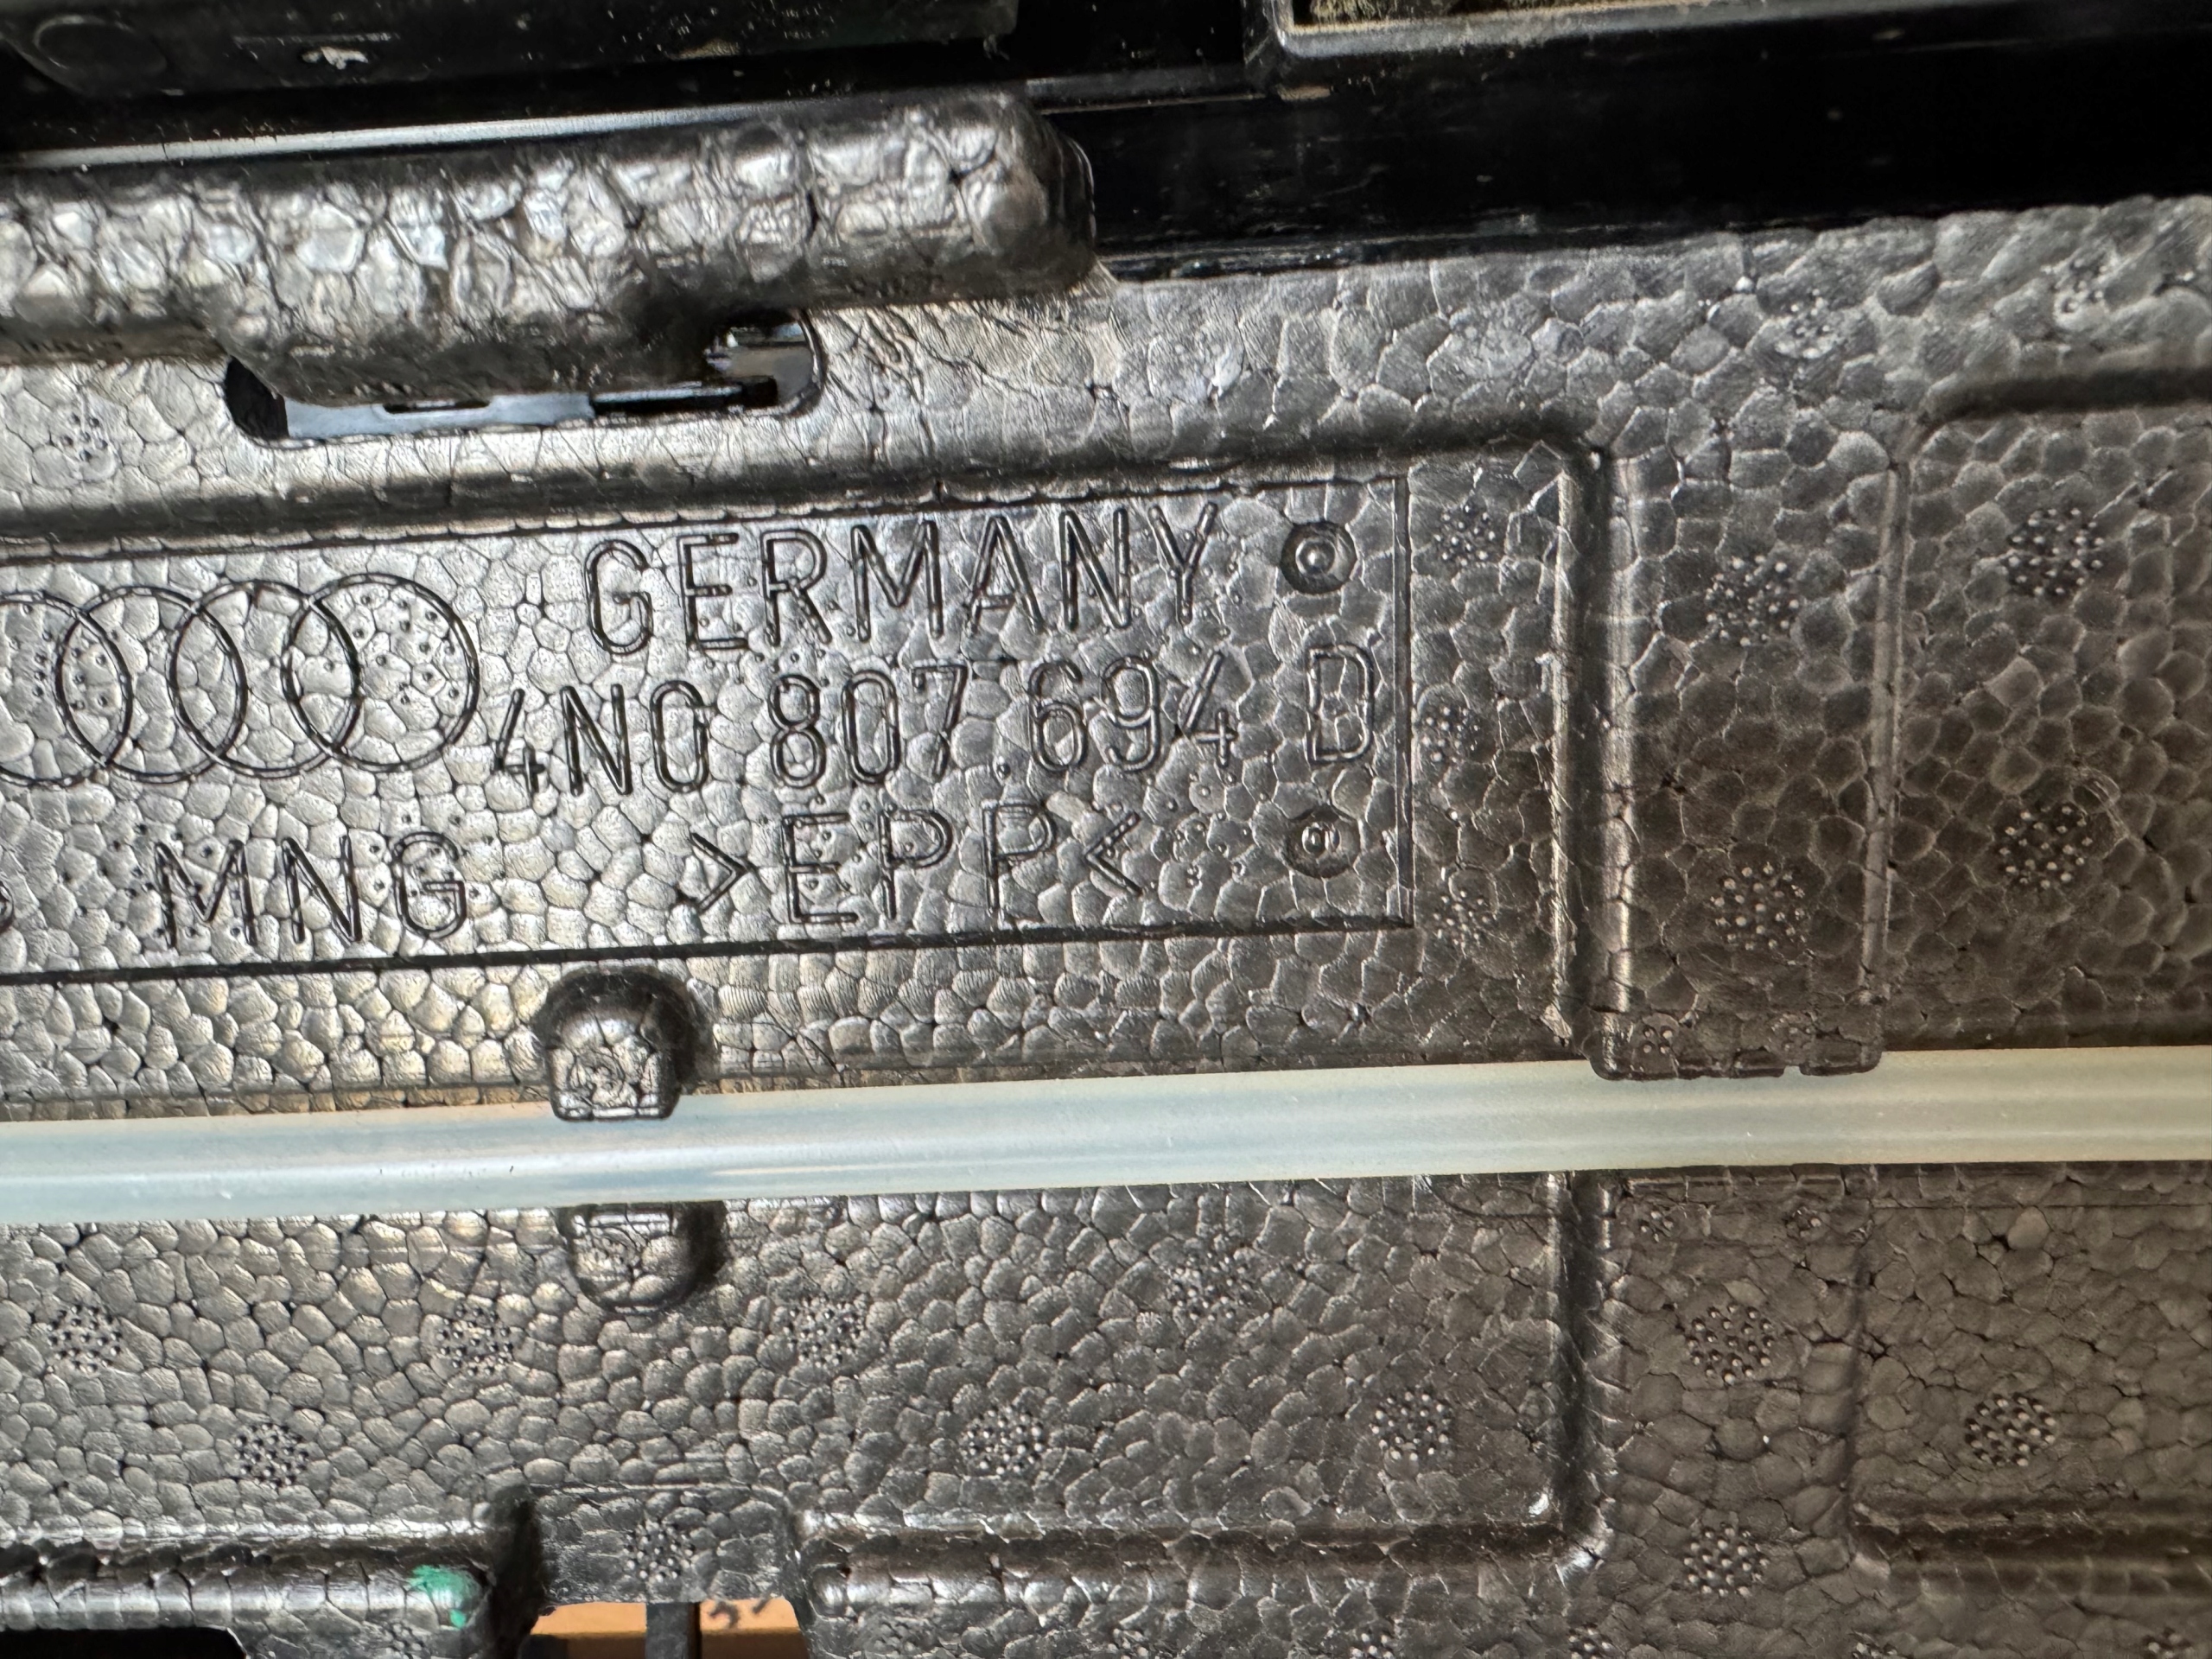 GERMANY
4N0 807.694 D
MNG >EPP<